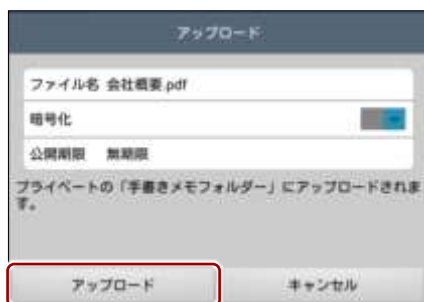 アップロード
ファイル名 会社概要.pdf
暗号化
公開期限 無期限
プライベートの「手書きメモフォルダー」にアップロードされま
す。
アップロード キャンセル